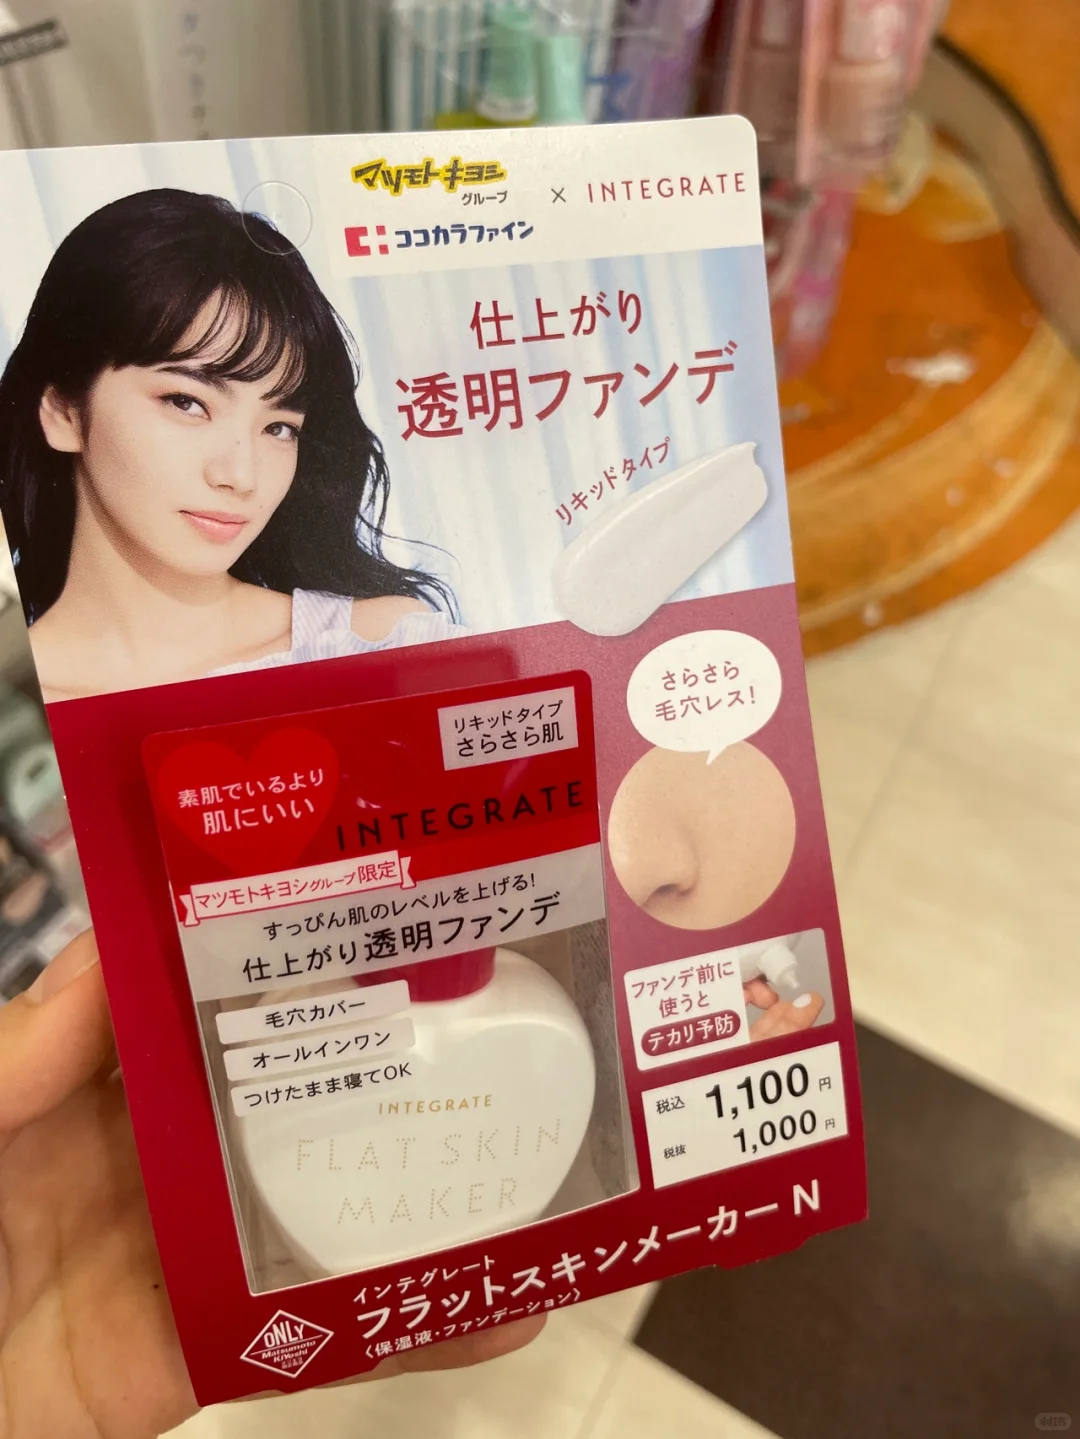 マツモトキヨシ
グループ
× INTEGRATE
ココカラファイン
仕上がり
透明ファンデ
リキッドタイプ
さらさら
毛穴レス!
リキッドタイプ
さらさら肌
素肌でいるより
肌にいい
INTEGRATE
マツモトキヨシグループ限定
すっぴん肌のレベルを上げる!
仕上がり透明ファンデ
毛穴カバー
オールインワン
つけたまま寝てOK
INTEGRATE
FLAT SKIN
MAKER
ファンデ前に
使うと
テカリ予防
税込 1,100 円
税抜 1,000 円
インテグレート
フラットスキンメーカー N
〈保湿液・ファンデーション〉
ONLY
Matsumoto
KiYoshi